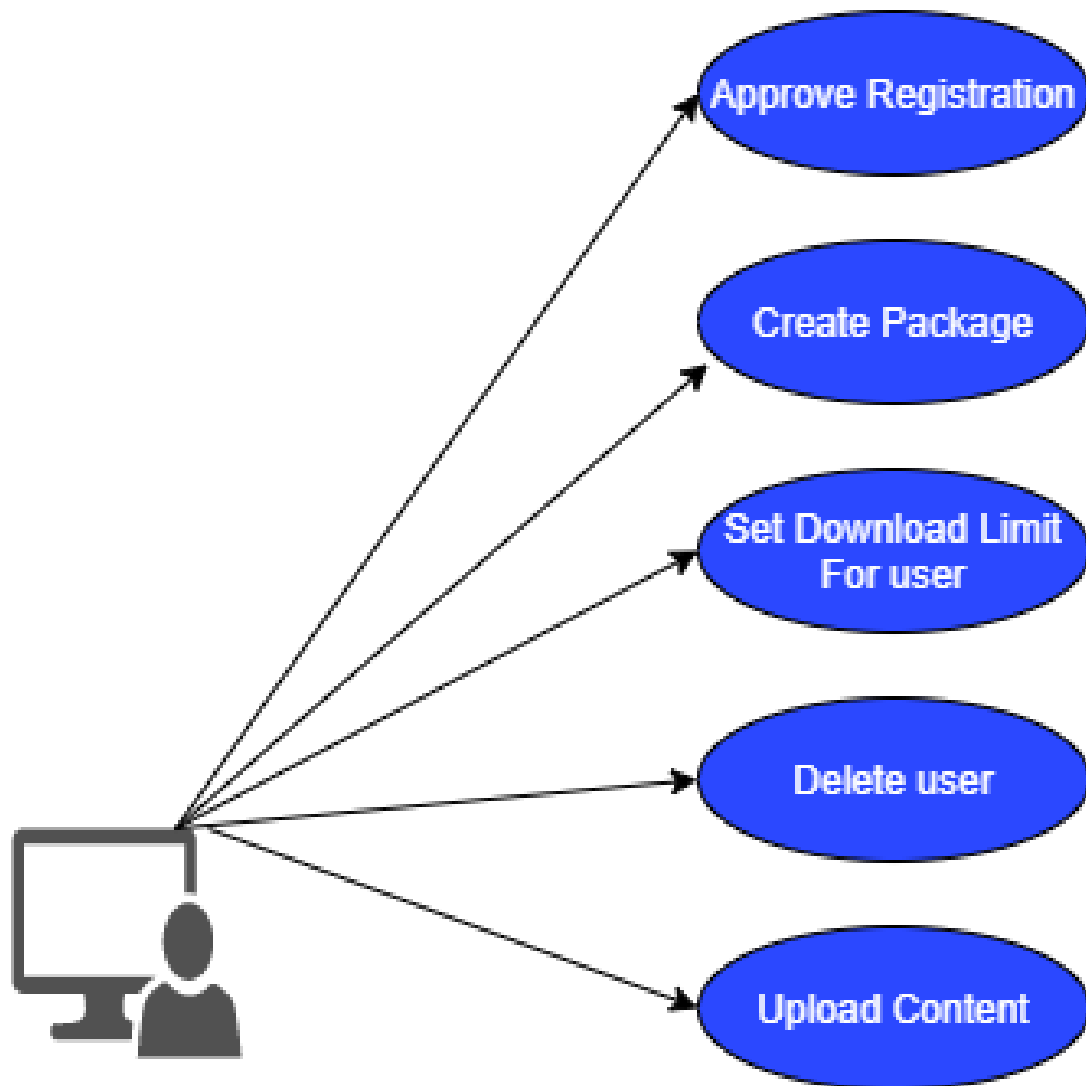 Approve Registration
Create Package
Set Download Limit
For user
Delete user
Upload Content